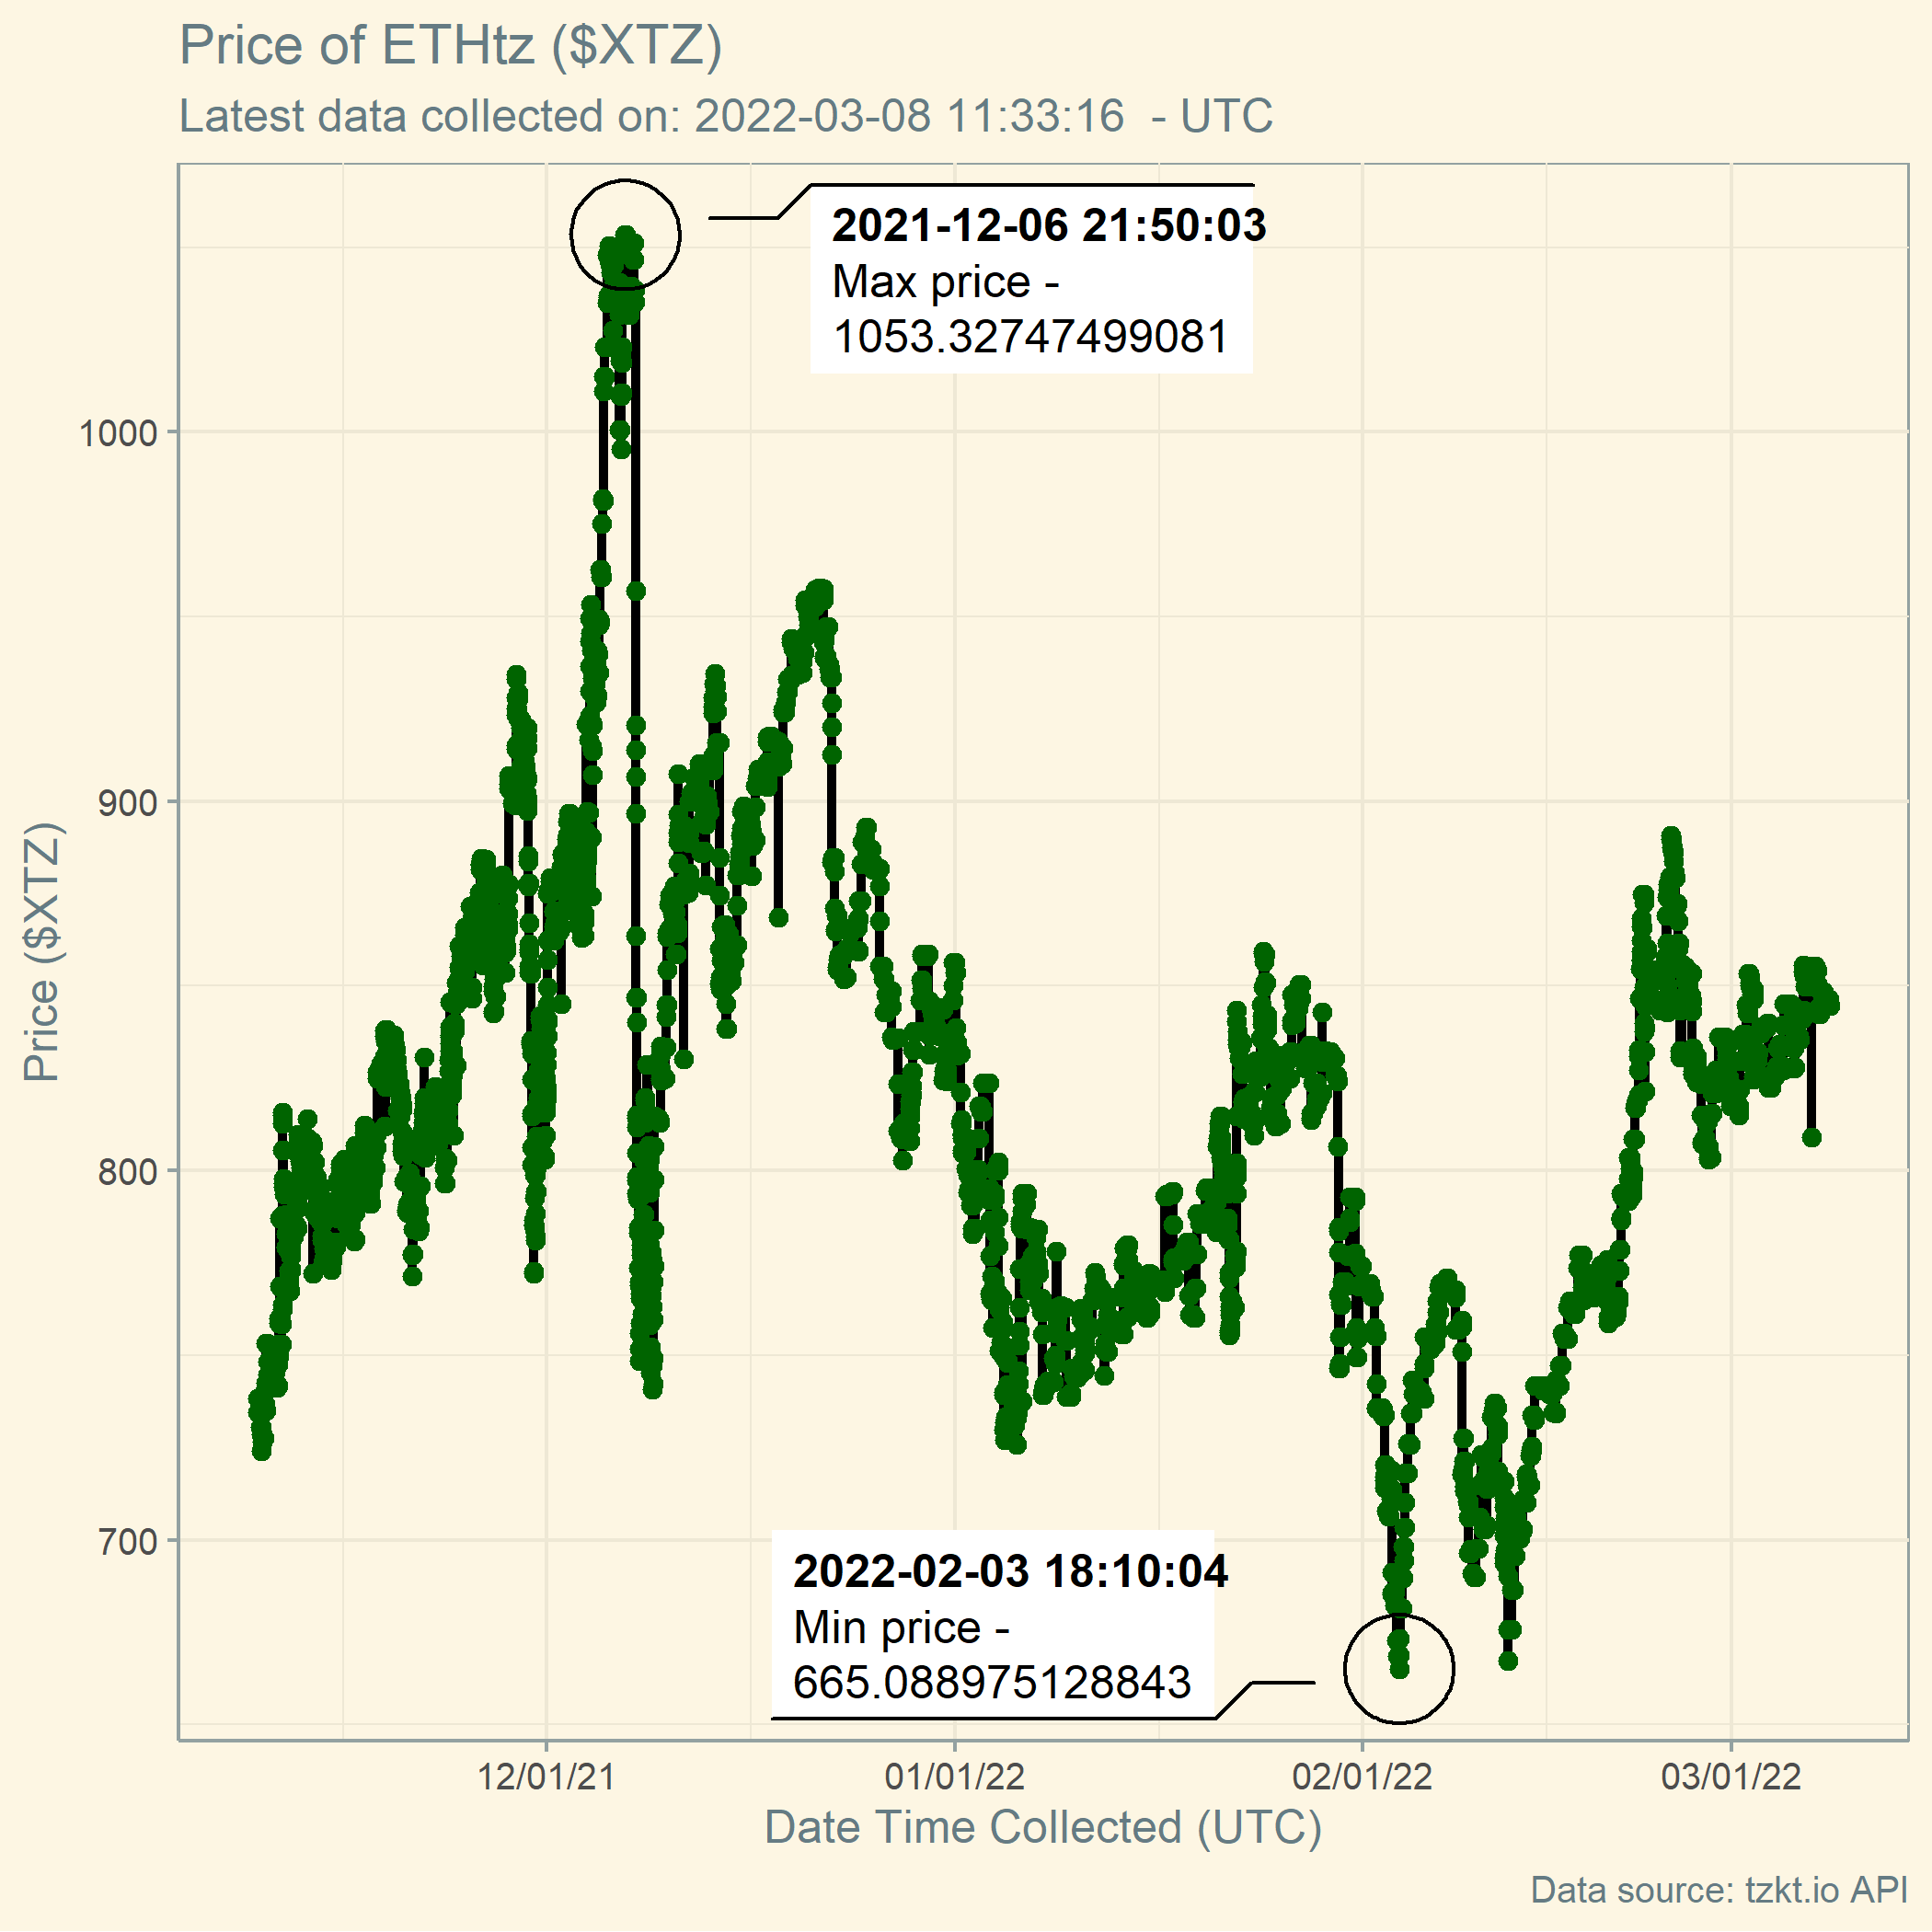 Price of ETHtz ($XTZ)
Latest data collected on: 2022-03-08 11:33:16  - UTC
2021-12-06 21:50:03
Max price -
1053.32747499081
1000
900
800
700
Price ($XTZ)
2022-02-03 18:10:04
Min price -
665.088975128843
12/01/21
01/01/22
02/01/22
03/01/22
Date Time Collected (UTC)
Data source: tzkt.io API